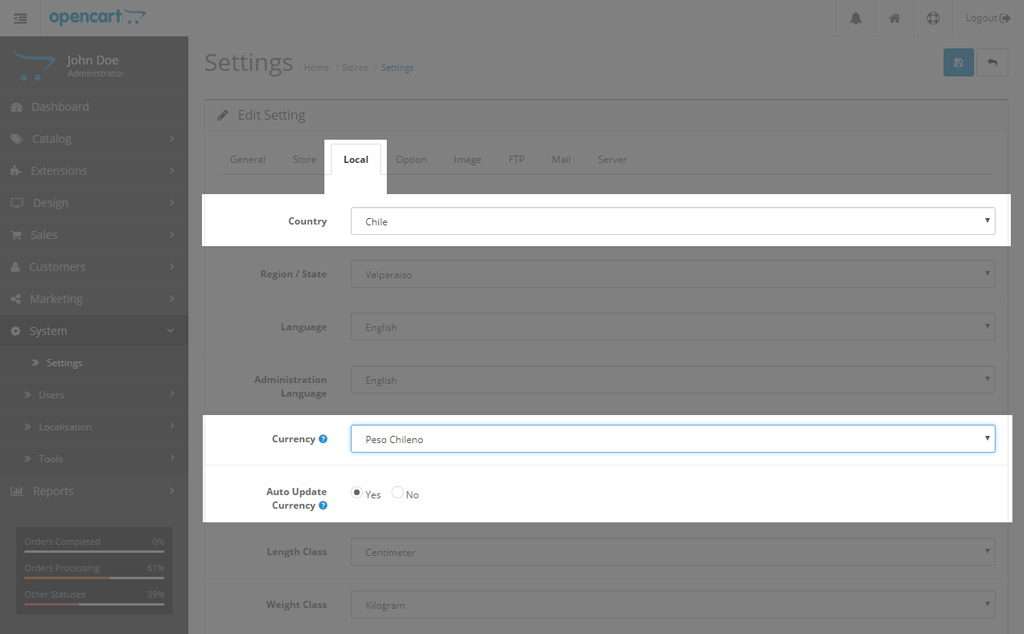 opencart
Logout
John Doe
Administrator
Dashboard
Catalog
Extensions
Design
Sales
Customers
Marketing
System
Settings
Users
Localisation
Tools
Reports
Orders Completed 0%
Orders Processing 61%
Other Statuses 39%
Settings Home / Stores / Settings
Edit Setting
General Store Local Option Image FTP Mail Server
Country Chile
Region / State Valparaiso
Language English
Administration
Language English
Currency ? Peso Chileno
Auto Update
Currency ? Yes No
Length Class Centimeter
Weight Class Kilogram